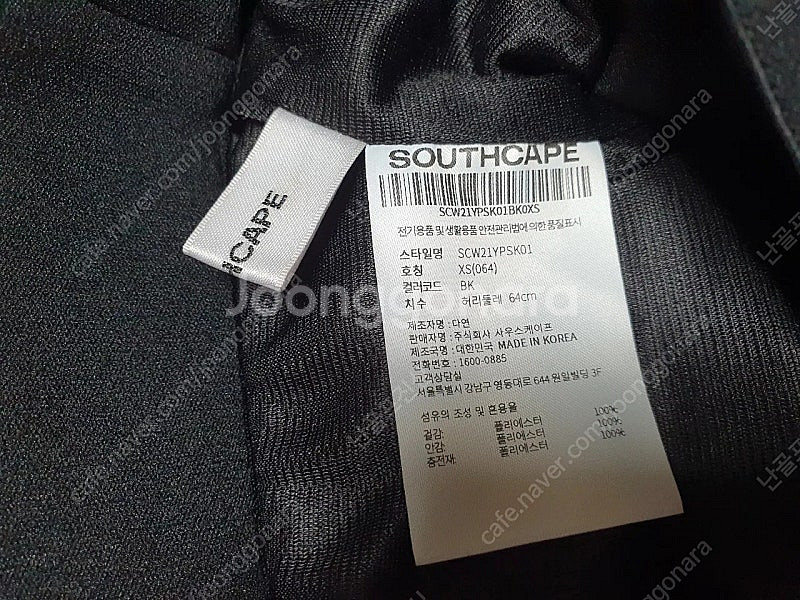 SOUTHCAPE
SCW21YPSK01BK0XS
전기용품 및 생활용품 안전관리법에 의한 품질표시
스타일명 SCW21YPSK01
호칭 XS(064)
컬러코드 BK
치수 허리둘레 64cm
제조자명 : 다연
판매자명 : 주식회사 사우스케이프
제조국명 : 대한민국 MADE IN KOREA
전화번호 : 1600-0885
고객상담실
서울특별시 강남구 영동대로 644 원일빌딩 3F
섬유의 조성 및 혼용율
겉감: 폴리에스터 100%
안감: 폴리에스터 100%
충전재: 폴리에스터 100%
CAPE
Joonggonara
cafe.naver.com/joonggonara